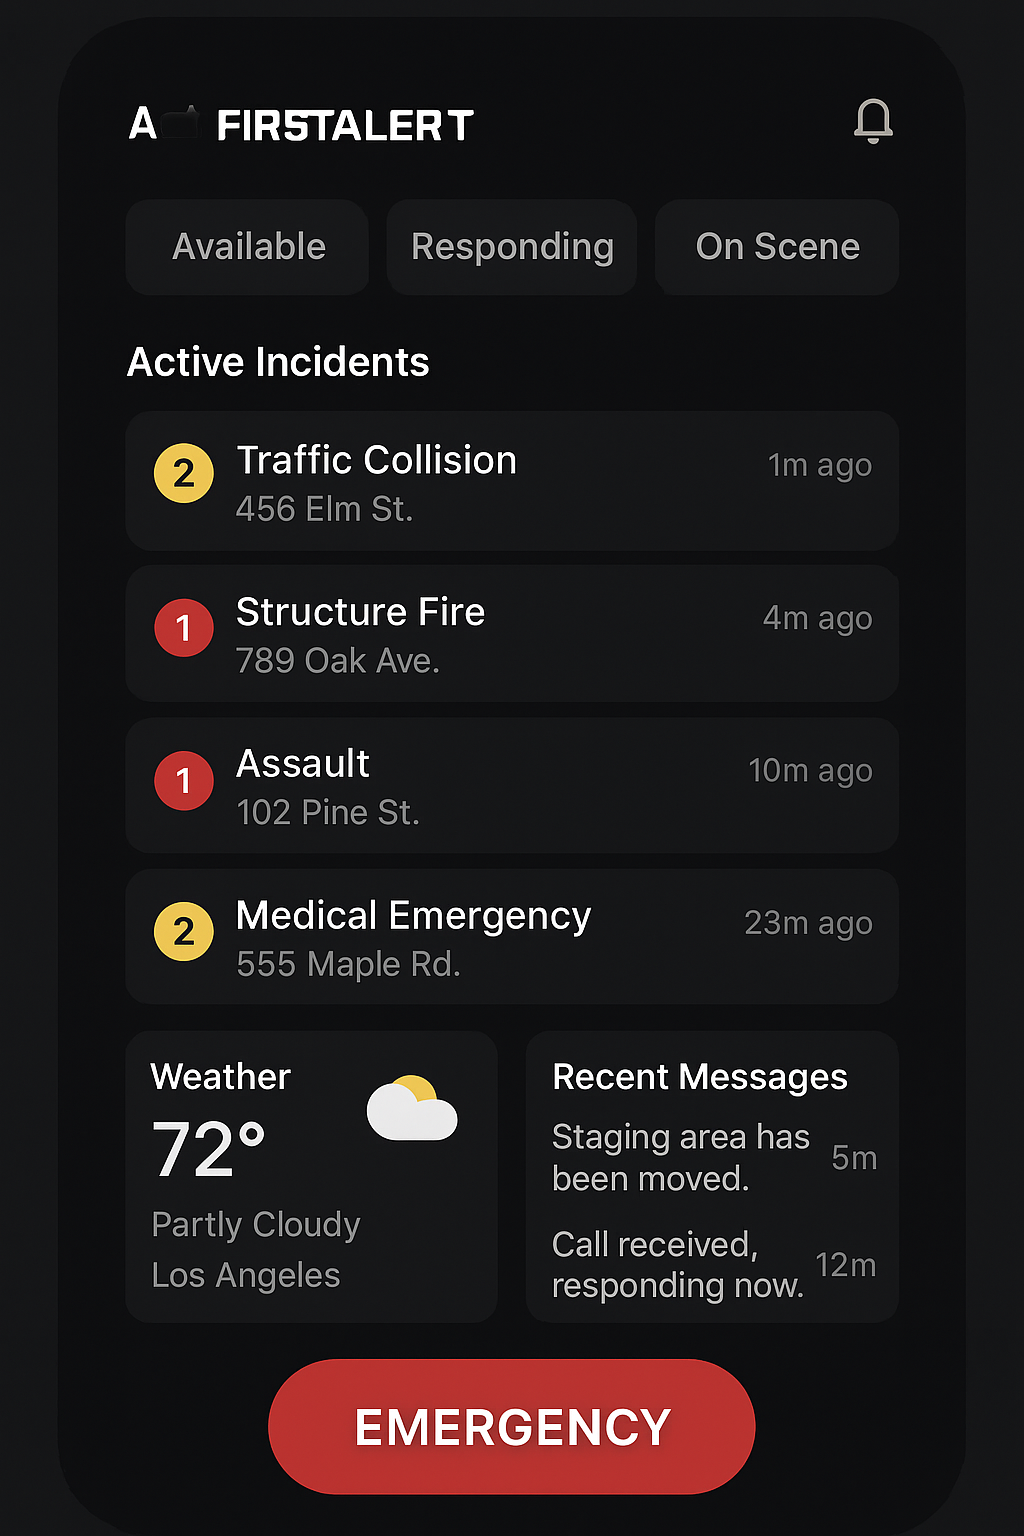 A FIRSTALERT
Available
Responding
On Scene
Active Incidents
2
Traffic Collision
1m ago
456 Elm St.
1
Structure Fire
4m ago
789 Oak Ave.
1
Assault
10m ago
102 Pine St.
2
Medical Emergency
23m ago
555 Maple Rd.
Weather
72°
Partly Cloudy
Los Angeles
Recent Messages
Staging area has
been moved.
5m
Call received,
responding now.
12m
EMERGENCY